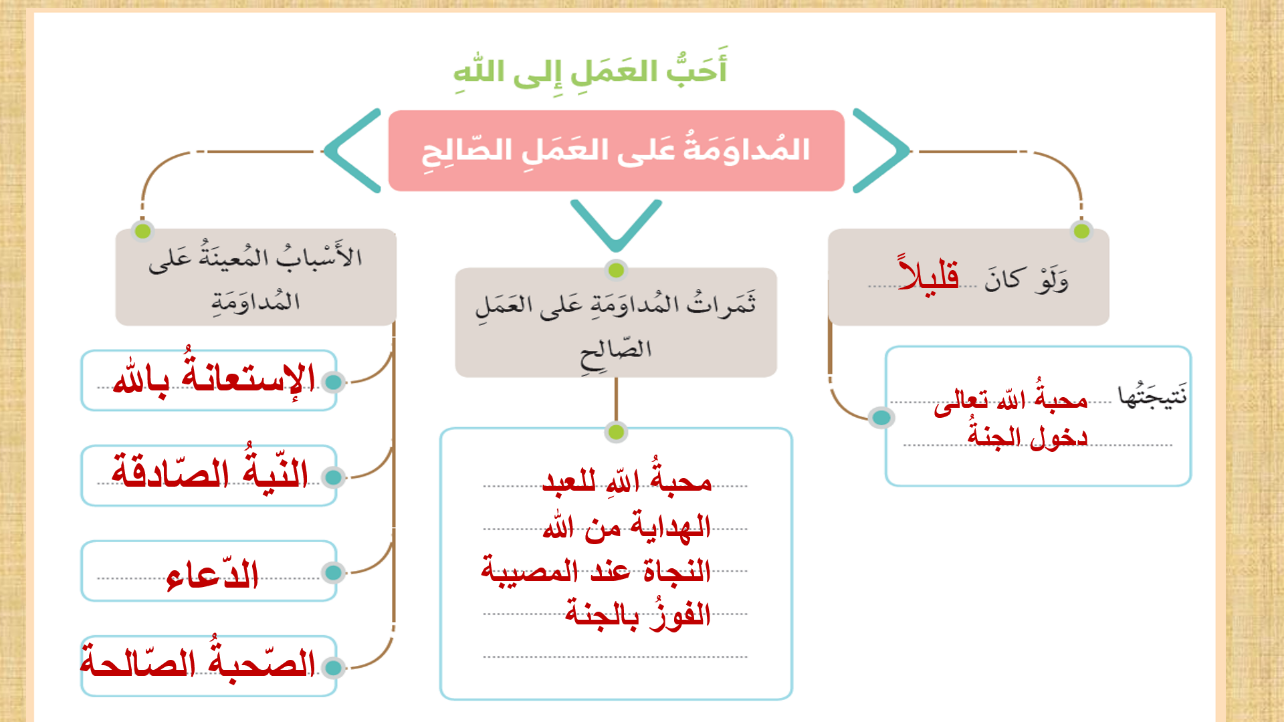 أَحَبُّ العَمَلِ إِلى اللهِ
المُداوَمَةُ عَلى العَمَلِ الصّالِحِ
وَلَوْ كانَ قليلاً
نَتيجَتُها محبةُ الله تعالى
دخول الجنةُ
ثَمَراتُ المُداوَمَةِ عَلى العَمَلِ
الصّالِحِ
محبةُ اللهِ للعبد
الهداية من الله
النجاة عند المصيبة
الفوزُ بالجنة
الأَسْبابُ المُعينَةُ عَلى
المُداوَمَةِ
الإستعانةُ بالله
النّيةُ الصّادقة
الدّعاء
الصّحبةُ الصّالحة